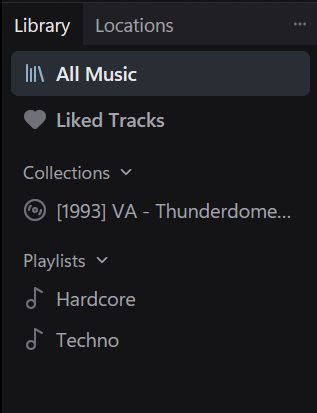 Library Locations ...
All Music
Liked Tracks
Collections
[1993] VA - Thunderdome...
Playlists
Hardcore
Techno